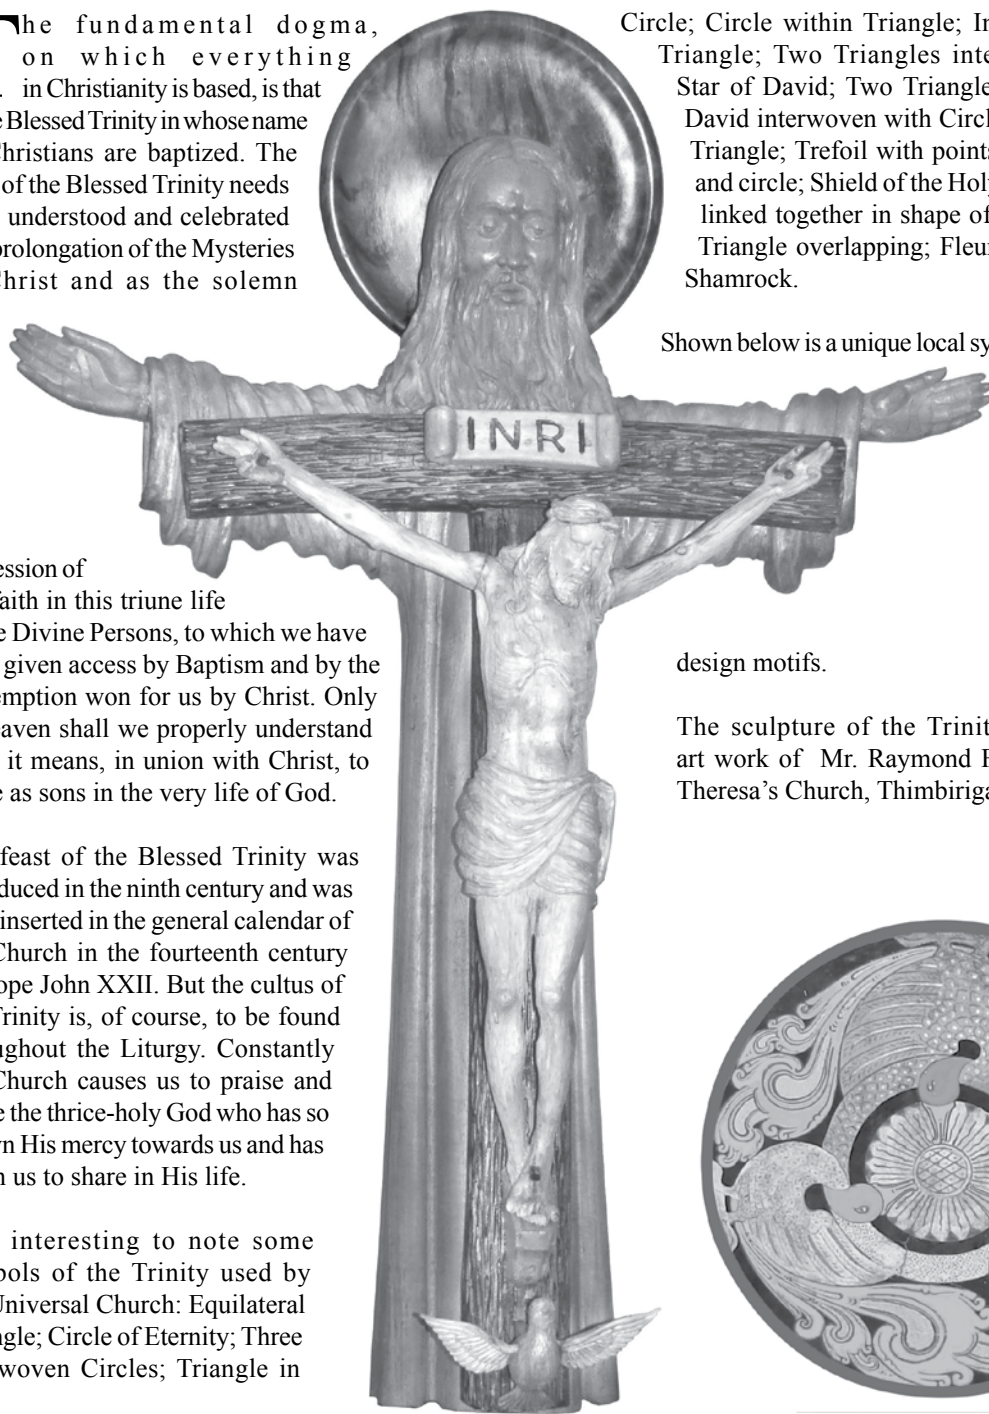 The fundamental dogma,
on which everything
in Christianity is based, is that
e Blessed Trinity in whose name
hristians are baptized. The
of the Blessed Trinity needs
understood and celebrated
prolongation of the Mysteries
hrist and as the solemn
ession of
aith in this triune life
e Divine Persons, to which we have
given access by Baptism and by the
emption won for us by Christ. Only
eaven shall we properly understand
it means, in union with Christ, to
e as sons in the very life of God.
feast of the Blessed Trinity was
duced in the ninth century and was
inserted in the general calendar of
Church in the fourteenth century
ope John XXII. But the cultus of
Trinity is, of course, to be found
ughout the Liturgy. Constantly
Church causes us to praise and
e the thrice-holy God who has so
wn His mercy towards us and has
n us to share in His life.
interesting to note some
bols of the Trinity used by
Universal Church: Equilateral
ngle; Circle of Eternity; Three
woven Circles; Triangle in
Circle; Circle within Triangle; In
Triangle; Two Triangles inte
Star of David; Two Triangle
David interwoven with Circl
Triangle; Trefoil with points
and circle; Shield of the Holy
linked together in shape of
Triangle overlapping; Fleur
Shamrock.
Shown below is a unique local sy
INRI
design motifs.
The sculpture of the Trinit
art work of Mr. Raymond F
Theresa's Church, Thimbiriga